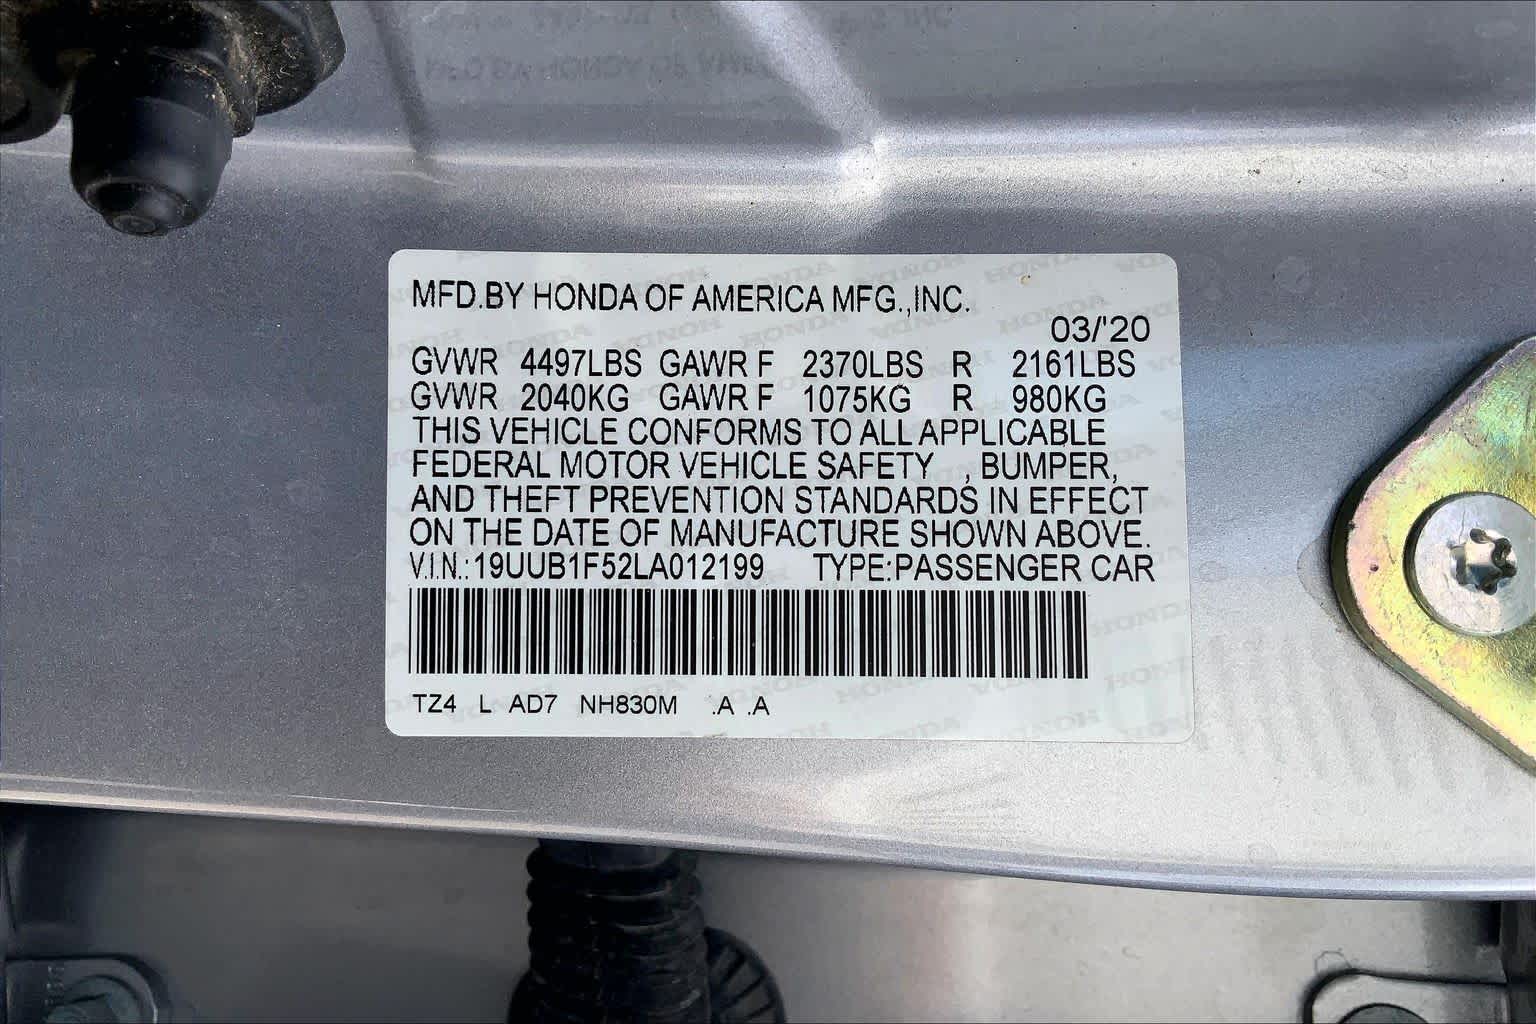 MFD.BY HONDA OF AMERICA MFG.,INC.
03/'20
GVWR 4497LBS GAWR F 2370LBS R 2161LBS
GVWR 2040KG GAWR F 1075KG R 980KG
THIS VEHICLE CONFORMS TO ALL APPLICABLE
FEDERAL MOTOR VEHICLE SAFETY , BUMPER,
AND THEFT PREVENTION STANDARDS IN EFFECT
ON THE DATE OF MANUFACTURE SHOWN ABOVE.
V.I.N.:19UUB1F52LA012199 TYPE:PASSENGER CAR
TZ4 L AD7 NH830M .A .A